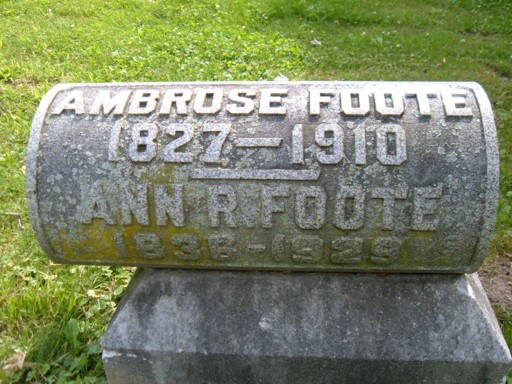 AMBROSE FOOTE
1827-1910
ANN R. FOOTE
1836-1929